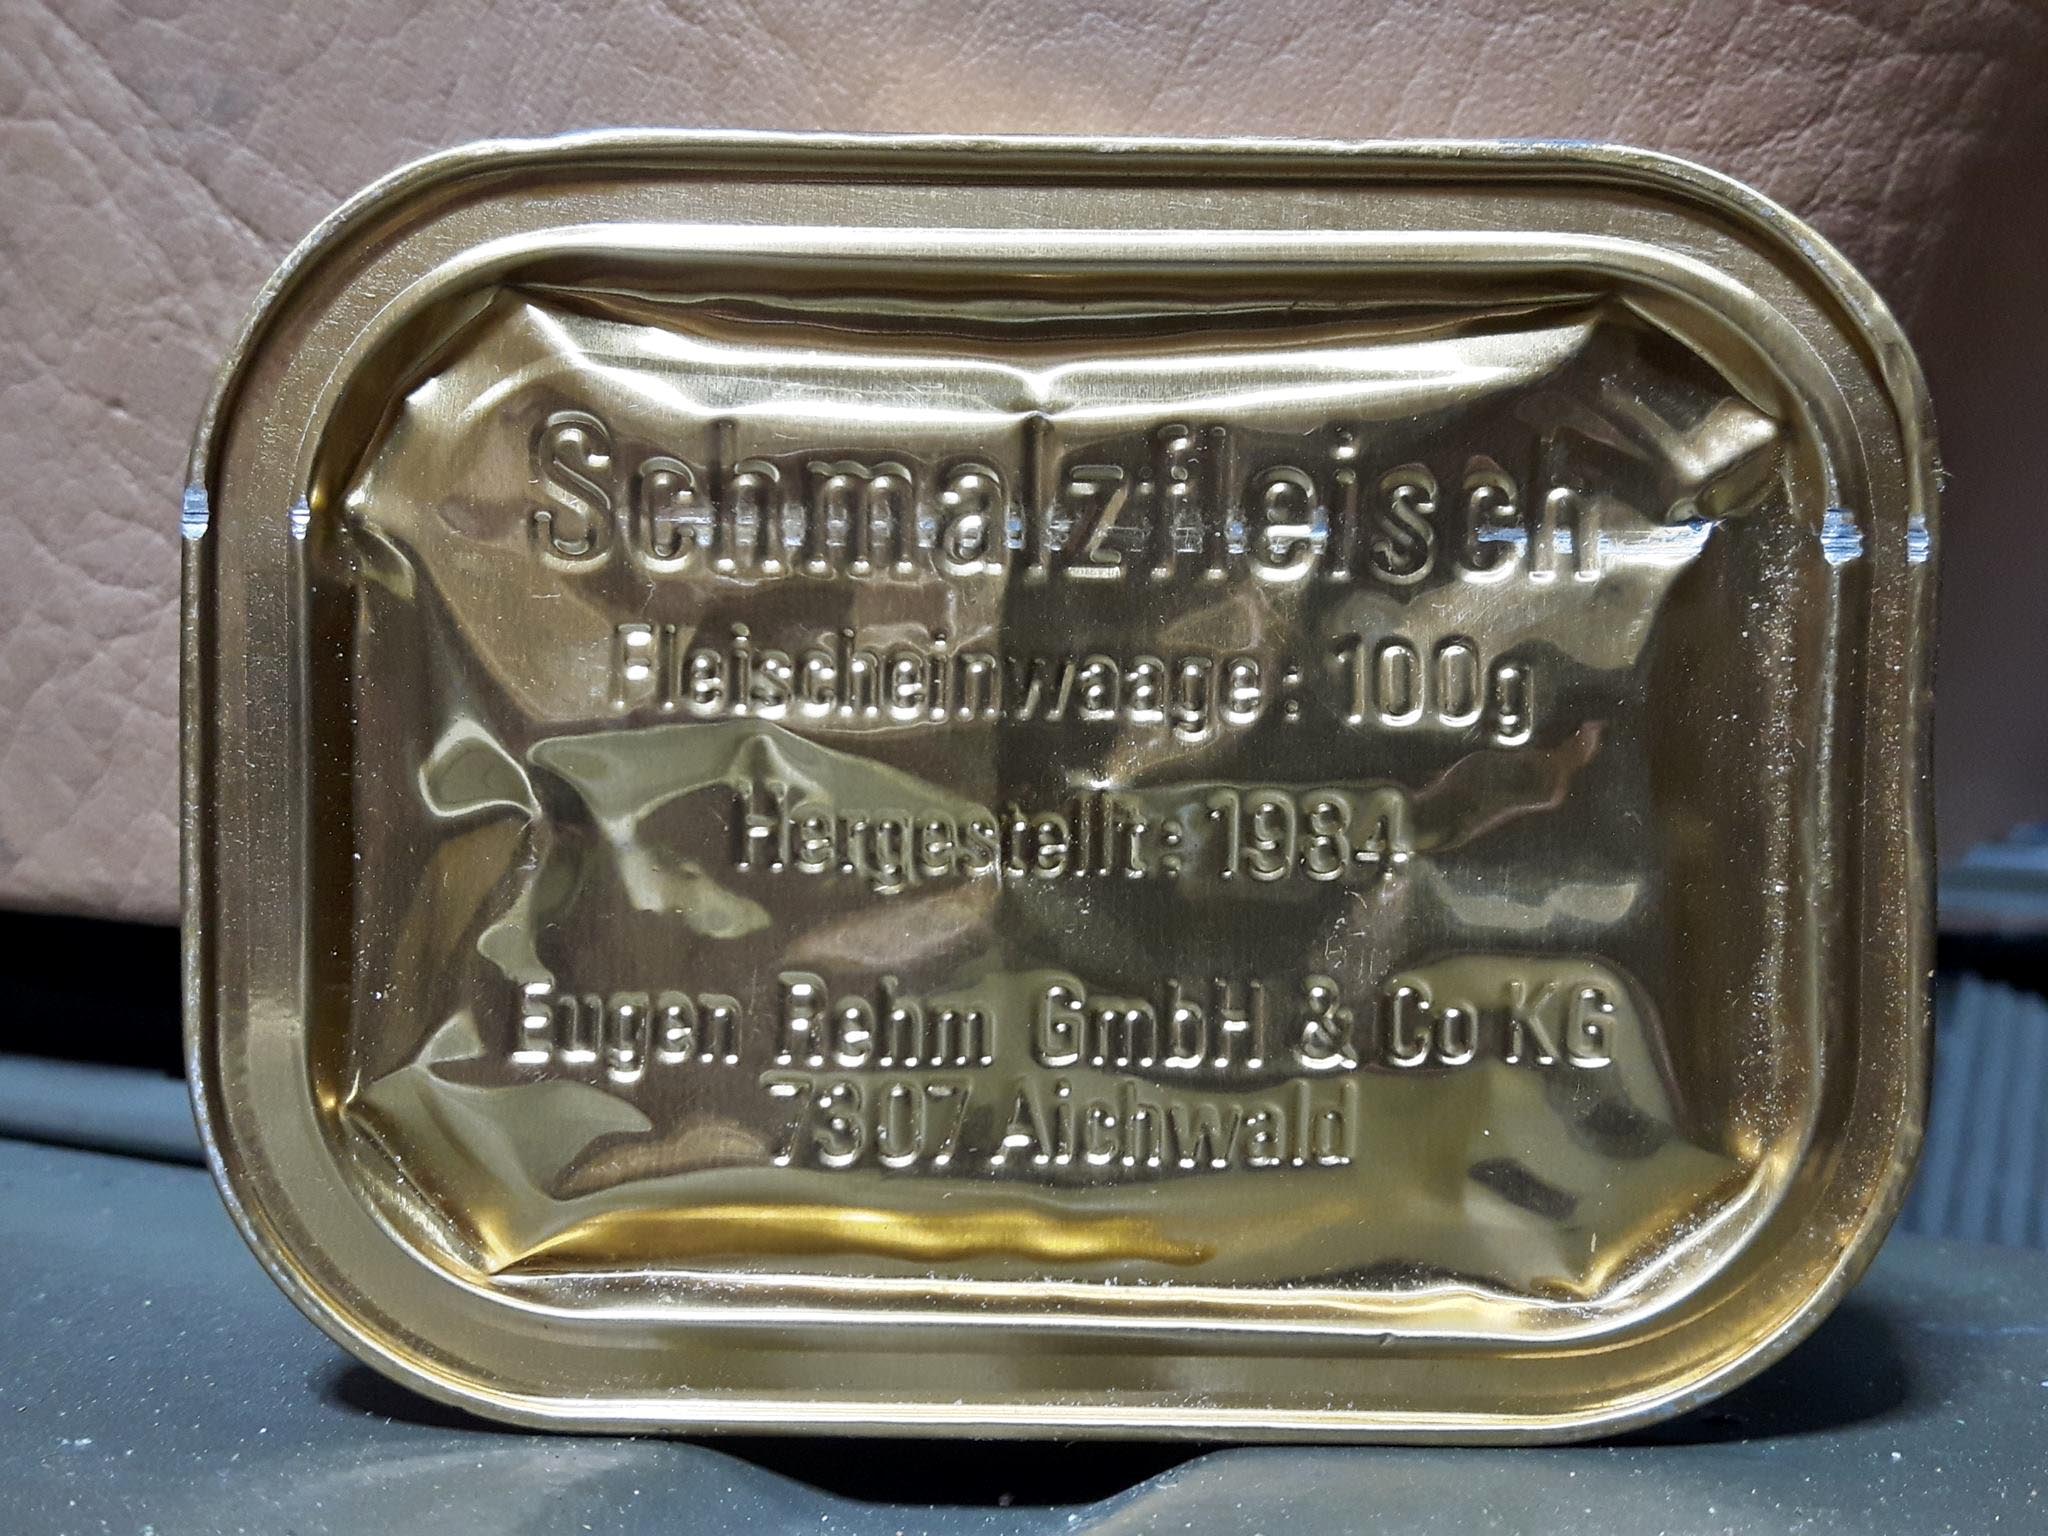 Schmalzfleisch
Fleischeinwaage: 100g
Hergestellt: 1984
Eugen Rehm GmbH & Co KG
7307 Aichwald